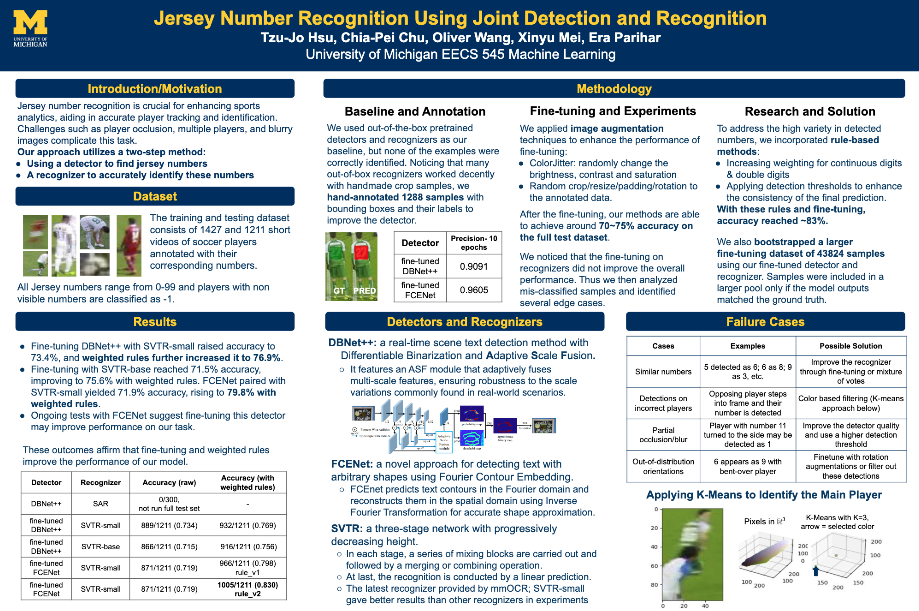 M
UNIVERSITY OF
MICHIGAN
Jersey Number Recognition Using Joint Detection and Recognition
Tzu-Jo Hsu, Chia-Pei Chu, Oliver Wang, Xinyu Mei, Era Parihar
University of Michigan EECS 545 Machine Learning
Introduction/Motivation
Jersey number recognition is crucial for enhancing sports
analytics, aiding in accurate player tracking and identification.
Challenges such as player occlusion, multiple players, and blurry
images complicate this task.
Our approach utilizes a two-step method:
● Using a detector to find jersey numbers
● A recognizer to accurately identify these numbers
Dataset
The training and testing dataset
consists of 1427 and 1211 short
videos of soccer players
annotated with their
corresponding numbers.
All Jersey numbers range from 0-99 and players with non
visible numbers are classified as -1.
Results
● Fine-tuning DBNet++ with SVTR-small raised accuracy to
73.4%, and weighted rules further increased it to 76.9%.
● Fine-tuning with SVTR-base reached 71.5% accuracy,
improving to 75.6% with weighted rules. FCENet paired
with SVTR-small yielded 71.9% accuracy, rising to 79.8% with
weighted rules.
● Ongoing tests with FCENet suggest fine-tuning this detector
may improve performance on our task.
These outcomes affirm that fine-tuning and weighted rules
improve the performance of our model.
Detector Recognizer Accuracy (raw) Accuracy (with weighted rules)
DBNet++ SAR 0/300, not run full test set -
fine-tuned DBNet++ SVTR-small 889/1211 (0.734) 932/1211 (0.769)
fine-tuned DBNet++ SVTR-base 866/1211 (0.715) 916/1211 (0.756)
fine-tuned FCENet SVTR-small 871/1211 (0.719) 966/1211 (0.798) rule_v1
fine-tuned FCENet SVTR-small 871/1211 (0.719) 1005/1211 (0.830) rule_v2
Methodology
Baseline and Annotation
We used out-of-the-box pretrained
detectors and recognizers as our
baseline, but none of the examples were
correctly identified. Noticing that many
out-of-box recognizers worked decently
with handmade crop samples, we
hand-annotated 1288 samples with
bounding boxes and their labels to
improve the detector.
GT PRED
Detector Precision- 10 epochs
fine-tuned DBNet++ 0.9091
fine-tuned FCENet 0.9605
Fine-tuning and Experiments
We applied image augmentation
techniques to enhance the performance of
fine-tuning:
● ColorJitter: randomly change the
brightness, contrast and saturation
● Random crop/resize/padding/rotation to
the annotated data.
After the fine-tuning, our methods are able
to achieve around 70~75% accuracy on
the full test dataset.
We noticed that the fine-tuning on
recognizers did not improve the overall
performance. Thus we then analyzed
mis-classified samples and identified
several edge cases.
Research and Solution
To address the high variety in detected
numbers, we incorporated rule-based
methods:
● Increasing weighting for continuous digits
& double digits
● Applying detection thresholds to enhance
the consistency of the final prediction.
With these rules and fine-tuning,
accuracy reached ~83%.
We also bootstrapped a larger
fine-tuning dataset of 43824 samples
using our fine-tuned detector and
recognizer. Samples were included in a
larger pool only if the model outputs
matched the ground truth.
Detectors and Recognizers
DBNet++: a real-time scene text detection method with
Differentiable Binarization and Adaptive Scale Fusion.
○ It features an ASF module that adaptively fuses
multi-scale features, ensuring robustness to the scale
variations commonly found in real-world scenarios.
FCENet: a novel approach for detecting text with
arbitrary shapes using Fourier Contour Embedding.
○ FCEnet predicts text contours in the Fourier domain and
reconstructs them in the spatial domain using Inverse
Fourier Transformation for accurate shape approximation.
SVTR: a three-stage network with progressively
decreasing height.
○ In each stage, a series of mixing blocks are carried out and
followed by a merging or combining operation.
○ At last, the recognition is conducted by a linear prediction.
○ The latest recognizer provided by mmOCR; SVTR-small
gave better results than other recognizers in experiments
Failure Cases
Cases Examples Possible Solution
Similar numbers 5 detected as 6; 6 as 8; 9 as 3, etc. Improve the recognizer through fine-tuning or mixture of votes
Detections on incorrect players Opposing player steps into frame and their number is detected Color based filtering (K-means approach below)
Partial occlusion/blur Player with number 11 turned to the side may be detected as 1 Improve the detector quality and use a higher detection threshold
Out-of-distribution orientations 6 appears as 9 with bent-over player Finetune with rotation augmentations or filter out these detections
Applying K-Means to Identify the Main Player
0
20
40
60
80
0 20 40
Pixels in
100 200
100
200
K-Means with K=3,
arrow = selected color
200
100
0
100
200
200
150